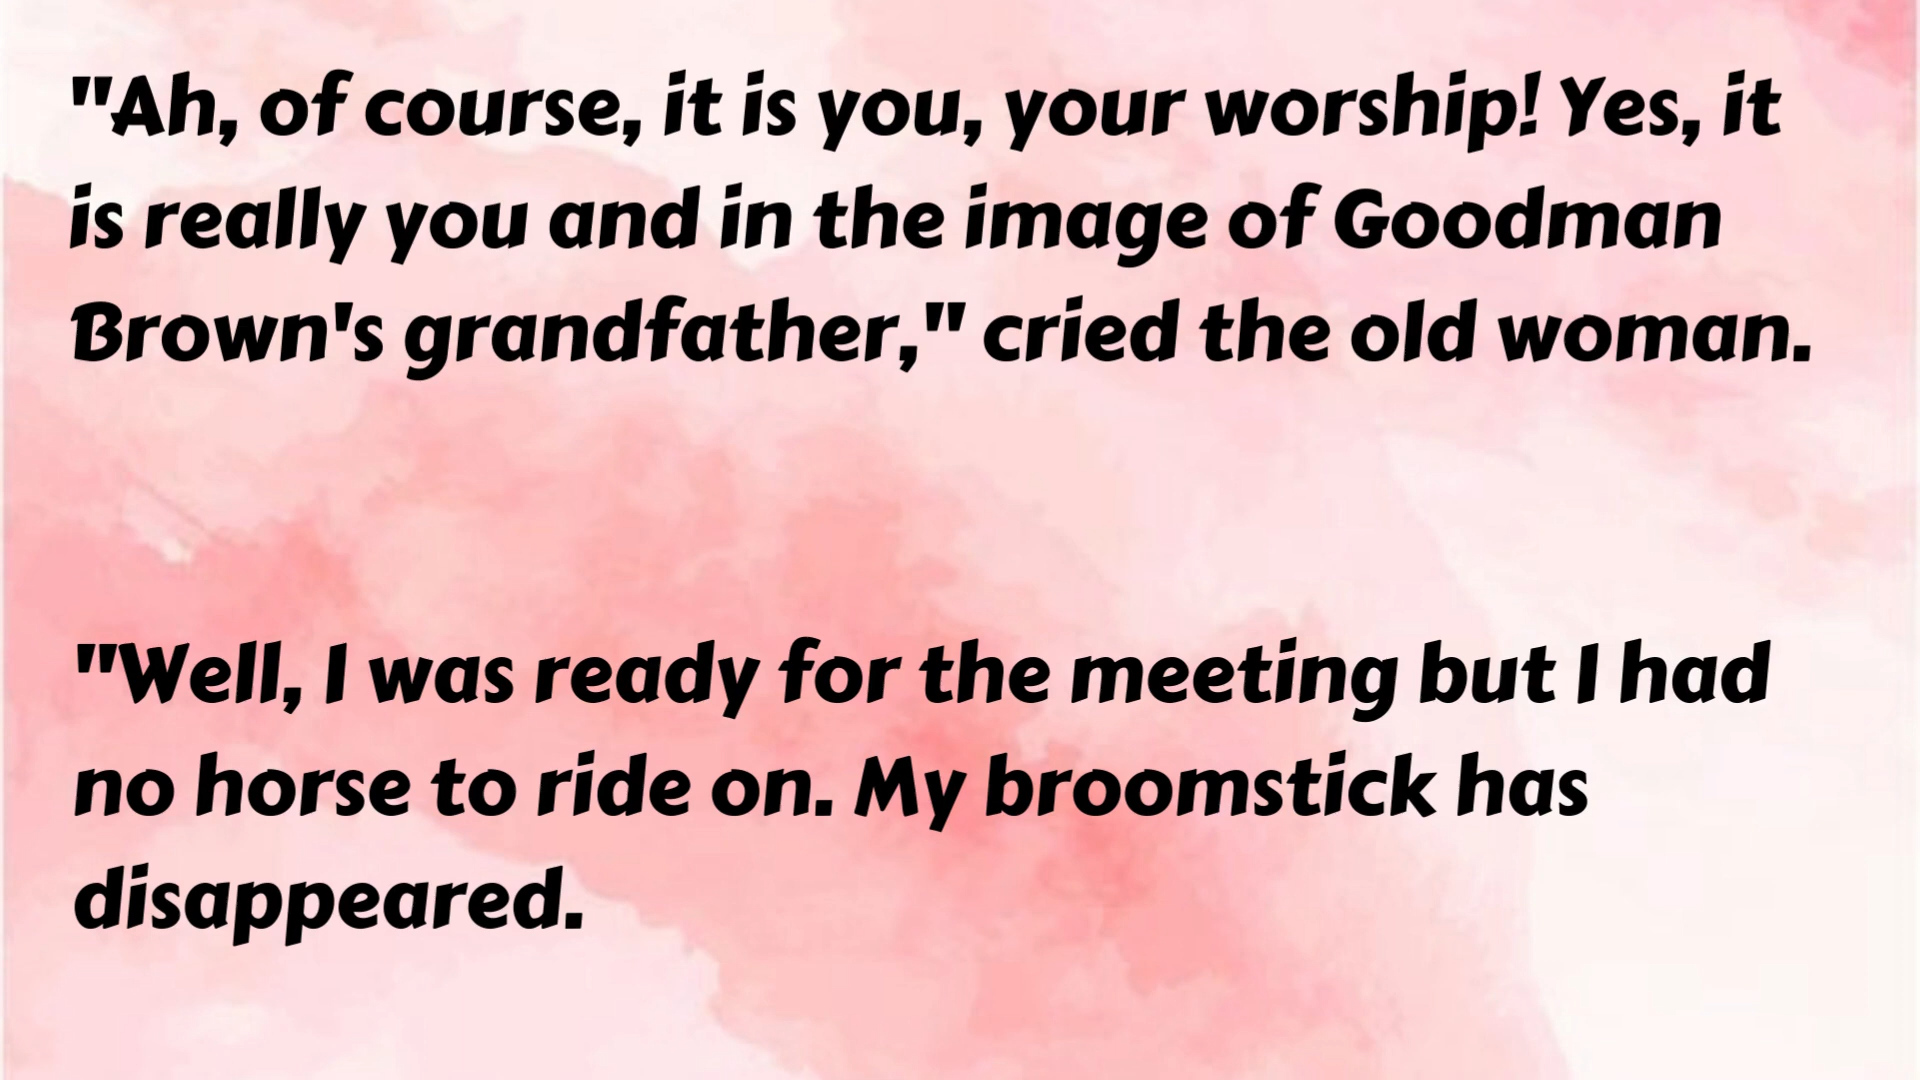 "Ah, of course, it is you, your worship! Yes, it
is really you and in the image of Goodman
Brown's grandfather," cried the old woman.
"Well, I was ready for the meeting but I had
no horse to ride on. My broomstick has
disappeared.